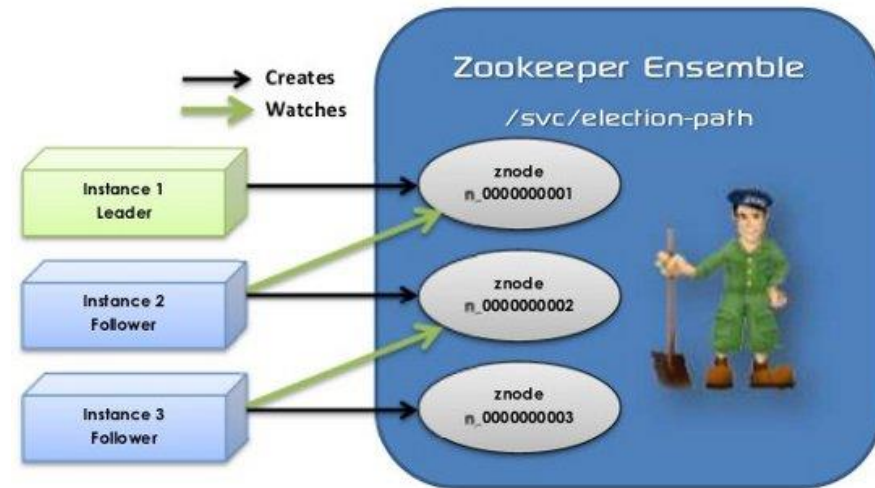 Zookeeper Ensemble
/svc/election-path
Creates
Watches
Instance 1
Leader
znode
n_0000000001
Instance 2
Follower
znode
n_0000000002
Instance 3
Follower
znode
n_0000000003